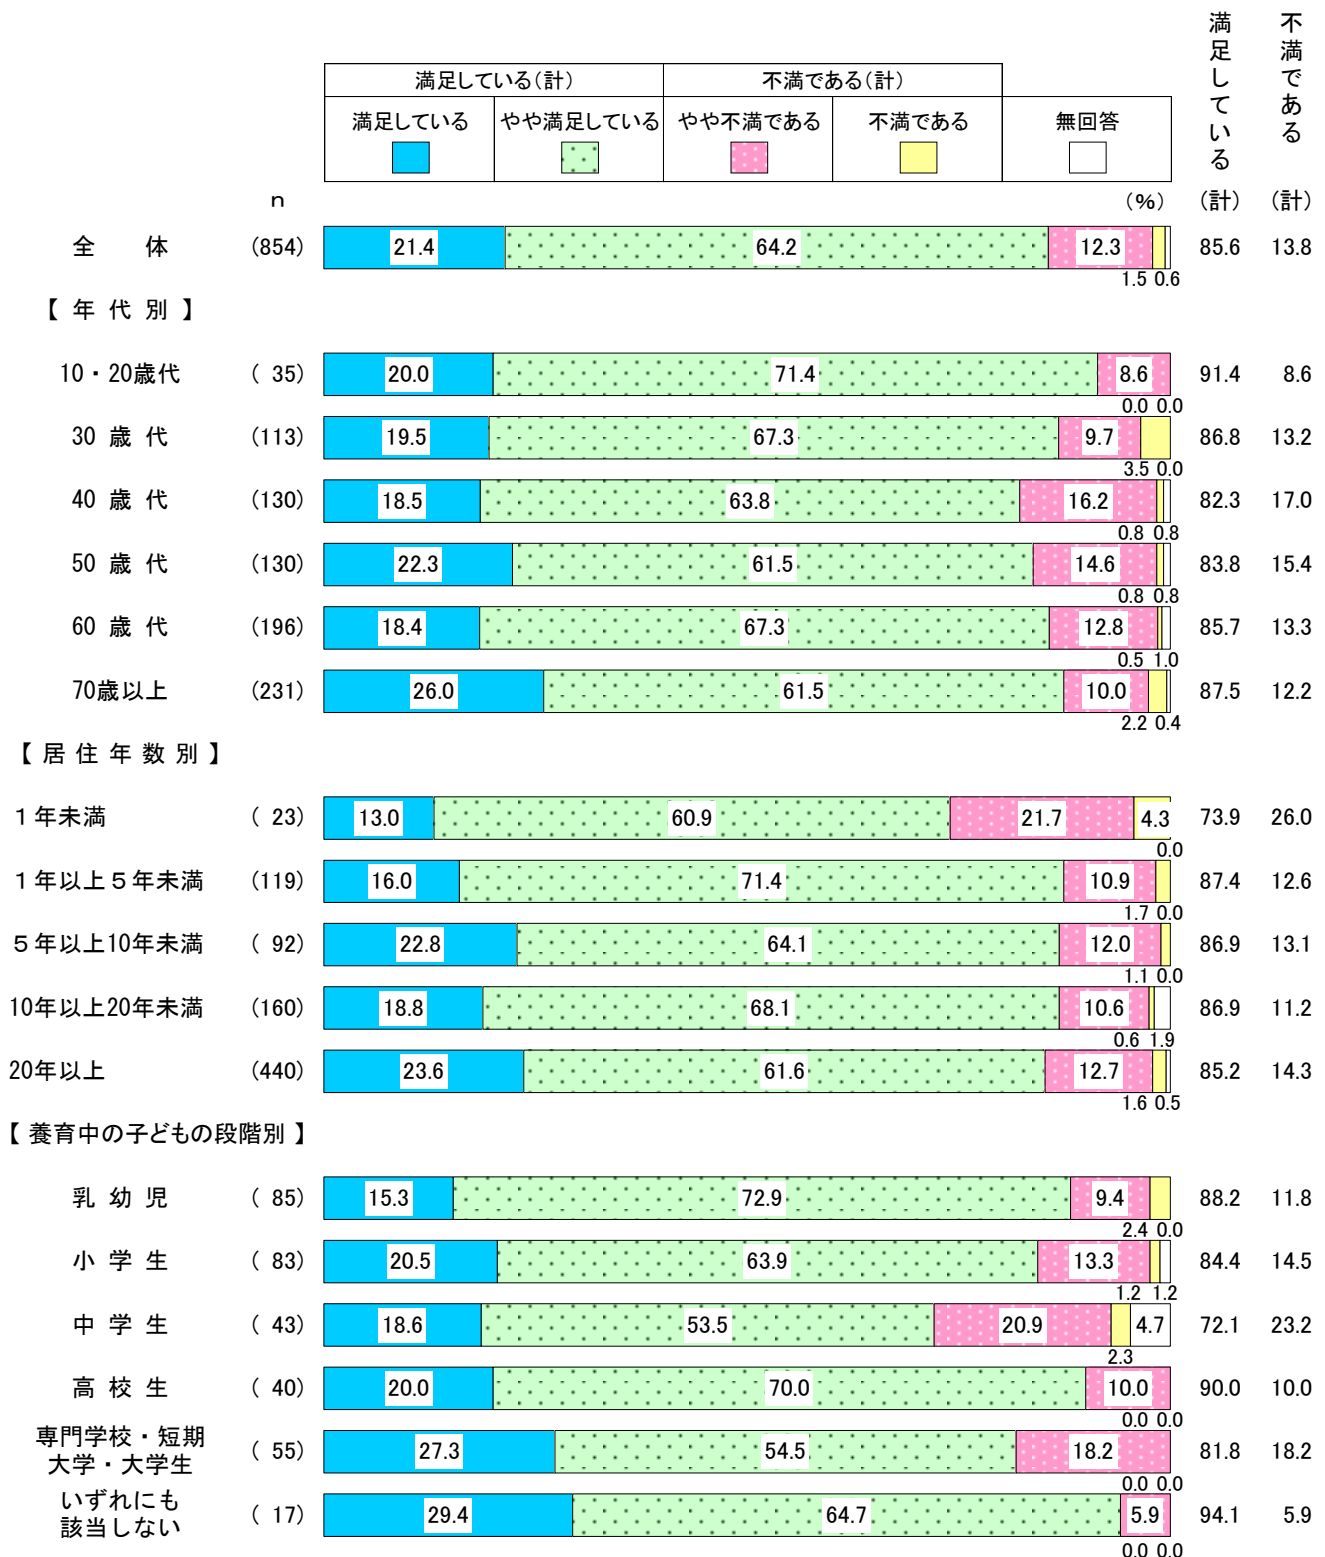 満足している
不満である
満足している(計)　不満である(計)
満足している　やや満足している　やや不満である　不満である　無回答
n　(%)　(計)　(計)
全　体　(854)　21.4　64.2　12.3　85.6　13.8
1.5　0.6
【 年 代 別 】
10・20歳代　( 35)　20.0　71.4　8.6　91.4　8.6
0.0　0.0
30 歳 代　(113)　19.5　67.3　9.7　86.8　13.2
3.5　0.0
40 歳 代　(130)　18.5　63.8　16.2　82.3　17.0
0.8　0.8
50 歳 代　(130)　22.3　61.5　14.6　83.8　15.4
0.8　0.8
60 歳 代　(196)　18.4　67.3　12.8　85.7　13.3
0.5　1.0
70歳以上　(231)　26.0　61.5　10.0　87.5　12.2
2.2　0.4
【 居 住 年 数 別 】
１年未満　( 23)　13.0　60.9　21.7　4.3　73.9　26.0
0.0
１年以上５年未満　(119)　16.0　71.4　10.9　87.4　12.6
1.7　0.0
５年以上10年未満　( 92)　22.8　64.1　12.0　86.9　13.1
1.1　0.0
10年以上20年未満　(160)　18.8　68.1　10.6　86.9　11.2
0.6　1.9
20年以上　(440)　23.6　61.6　12.7　85.2　14.3
1.6　0.5
【 養育中の子どもの段階別 】
乳 幼 児　( 85)　15.3　72.9　9.4　88.2　11.8
2.4　0.0
小 学 生　( 83)　20.5　63.9　13.3　84.4　14.5
1.2　1.2
中 学 生　( 43)　18.6　53.5　20.9　4.7　72.1　23.2
2.3
高 校 生　( 40)　20.0　70.0　10.0　90.0　10.0
0.0　0.0
専門学校・短期
大学・大学生　( 55)　27.3　54.5　18.2　81.8　18.2
0.0　0.0
いずれにも
該当しない　( 17)　29.4　64.7　5.9　94.1　5.9
0.0　0.0